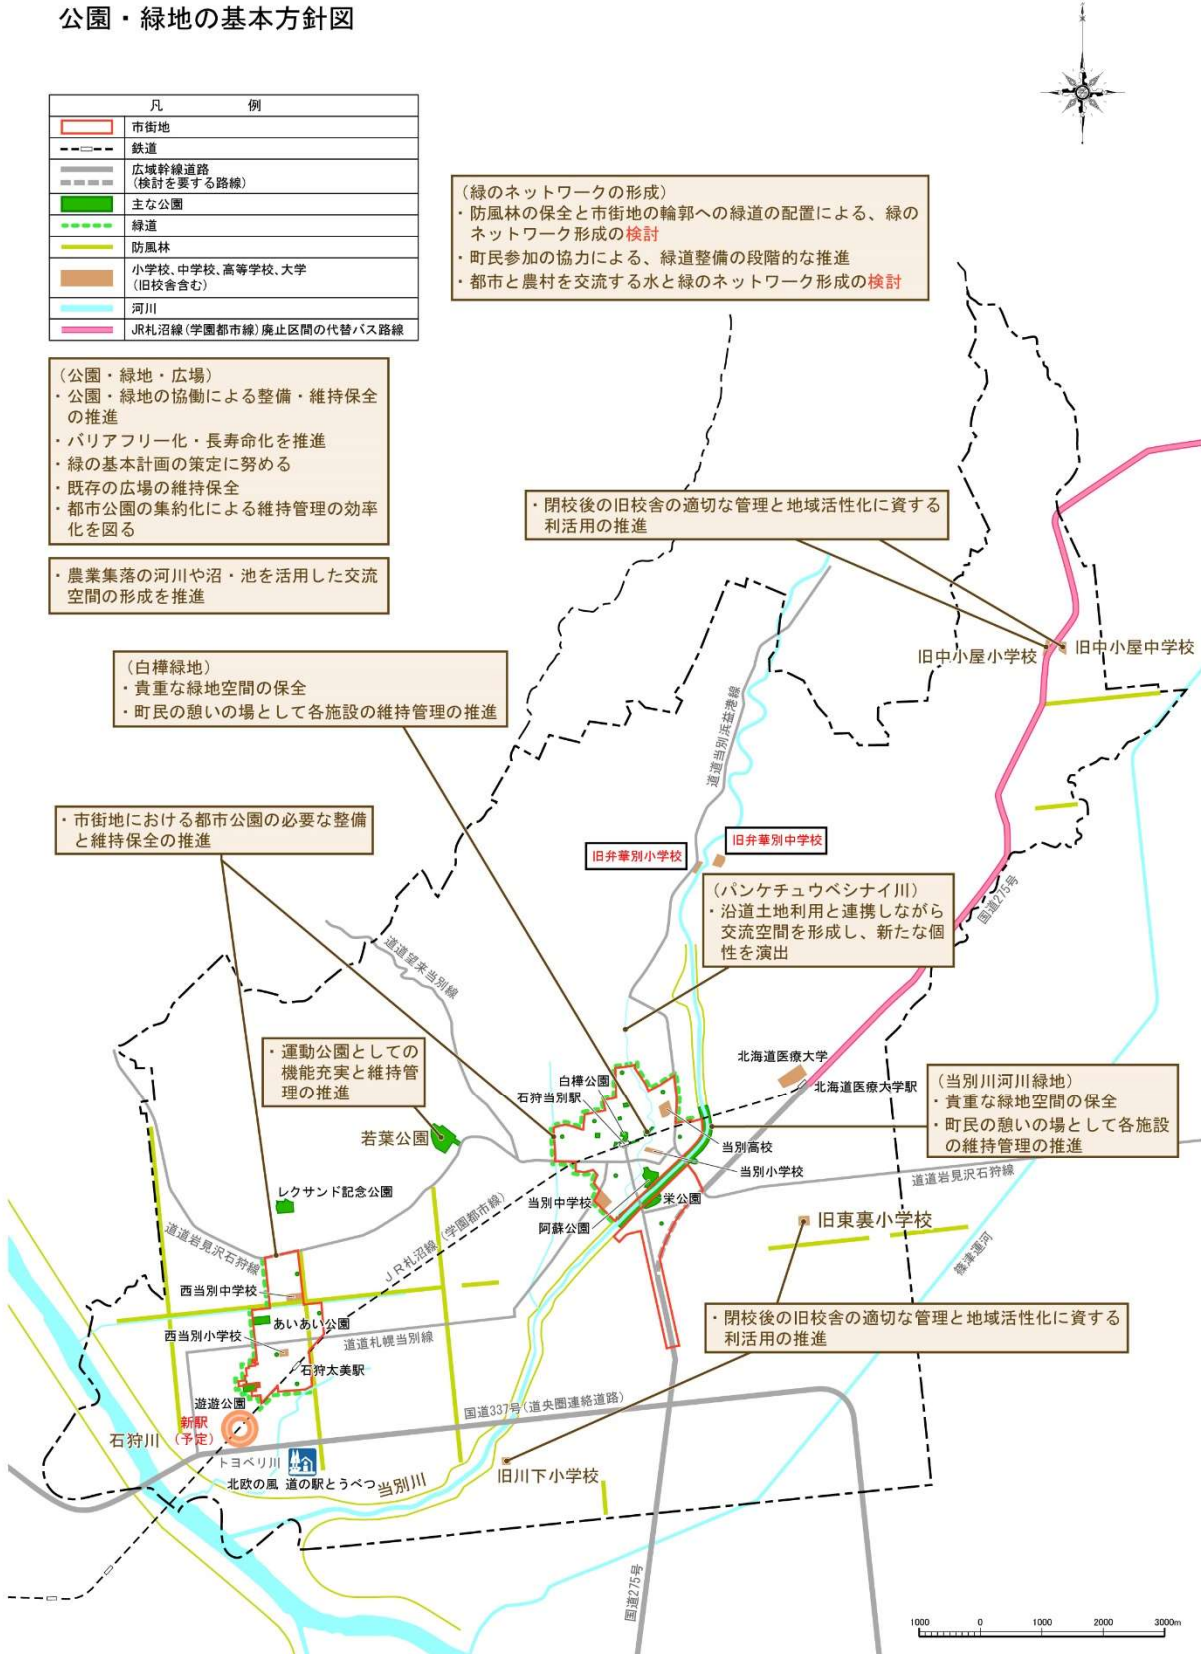 公園・緑地の基本方針図
凡 例
市街地
鉄道
広域幹線道路
(検討を要する路線)
主な公園
緑道
防風林
小学校、中学校、高等学校、大学
(旧校舎含む)
河川
JR札沼線(学園都市線)廃止区間の代替バス路線
(緑のネットワークの形成)
・防風林の保全と市街地の輪郭への緑道の配置による、緑の
ネットワーク形成の検討
・町民参加の協力による、緑道整備の段階的な推進
・都市と農村を交流する水と緑のネットワーク形成の検討
(公園・緑地・広場)
・公園・緑地の協働による整備・維持保全
の推進
・バリアフリー化・長寿命化を推進
・緑の基本計画の策定に努める
・既存の広場の維持保全
・都市公園の集約化による維持管理の効率
化を図る
・農業集落の河川や沼・池を活用した交流
空間の形成を推進
・閉校後の旧校舎の適切な管理と地域活性化に資する
利活用の推進
旧中小屋小学校
旧中小屋中学校
(白樺緑地)
・貴重な緑地空間の保全
・町民の憩いの場として各施設の維持管理の推進
道道当別浜益港線
・市街地における都市公園の必要な整備
と維持保全の推進
旧弁華別小学校
旧弁華別中学校
(パンケチュウベシナイ川)
・沿道土地利用と連携しながら
交流空間を形成し、新たな個
性を演出
国道275号
道道望来当別線
・運動公園としての
機能充実と維持管
理の推進
白樺公園
石狩当別駅
北海道医療大学
北海道医療大学駅
(当別川河川緑地)
・貴重な緑地空間の保全
・町民の憩いの場として各施設
の維持管理の推進
若葉公園
当別高校
当別小学校
道道岩見沢石狩線
レクサンド記念公園
当別中学校
栄公園
阿蘇公園
旧東裏小学校
道道岩見沢石狩線
JR札沼線(学園都市線)
篠津運河
西当別中学校
あいあい公園
西当別小学校
道道札幌当別線
石狩太美駅
・閉校後の旧校舎の適切な管理と地域活性化に資する
利活用の推進
遊遊公園
新駅
(予定)
石狩川
国道337号(道央圏連絡道路)
トヨベリ川
北欧の風 道の駅とうべつ
当別川
旧川下小学校
国道275号
1000 0 1000 2000 3000m